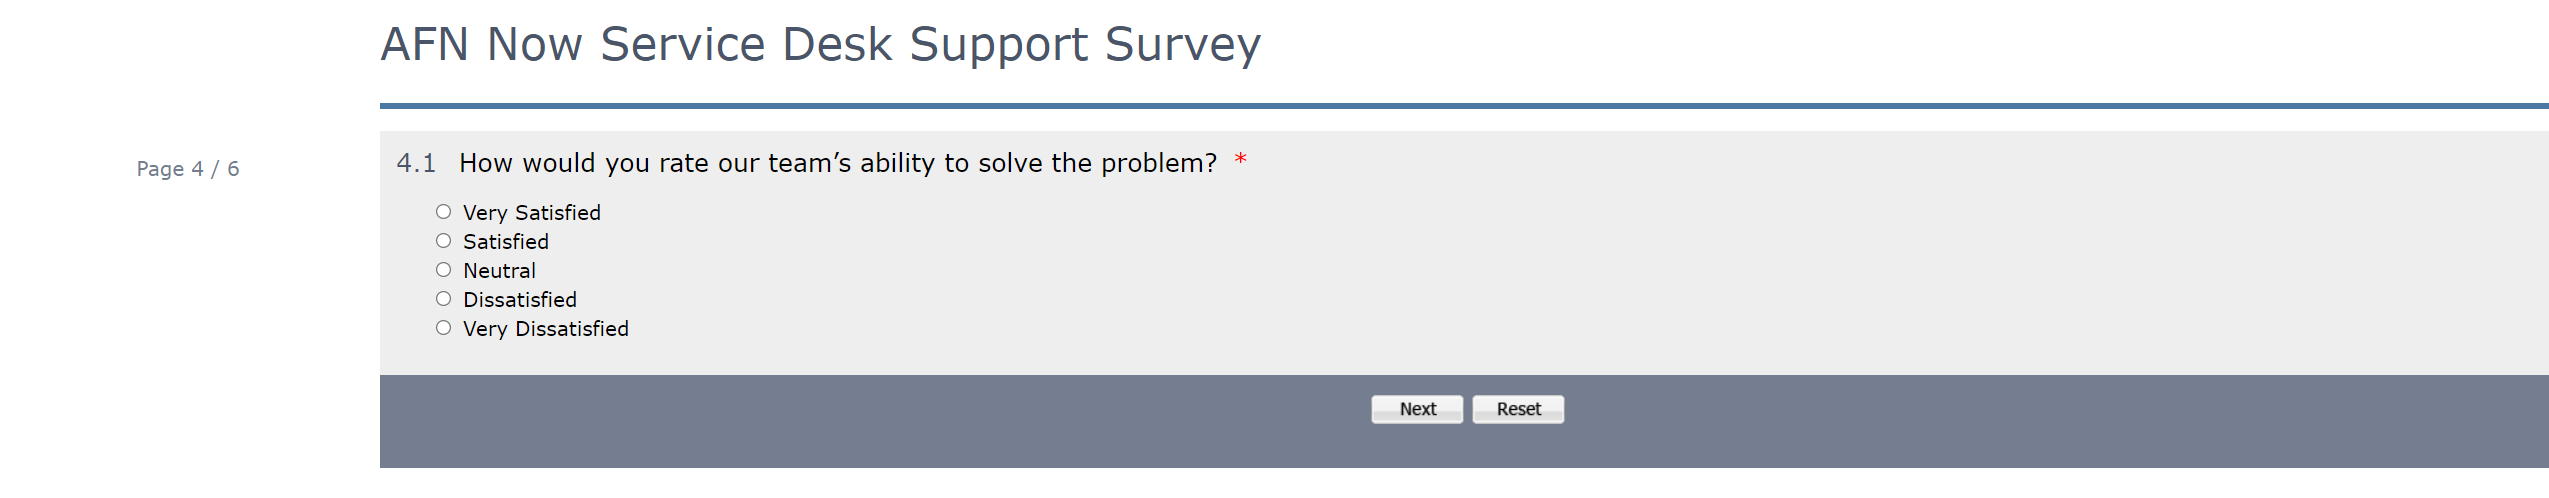 AFN Now Service Desk Support Survey
Page 4 / 6
4.1 How would you rate our team’s ability to solve the problem? *
Very Satisfied
Satisfied
Neutral
Dissatisfied
Very Dissatisfied
Next Reset